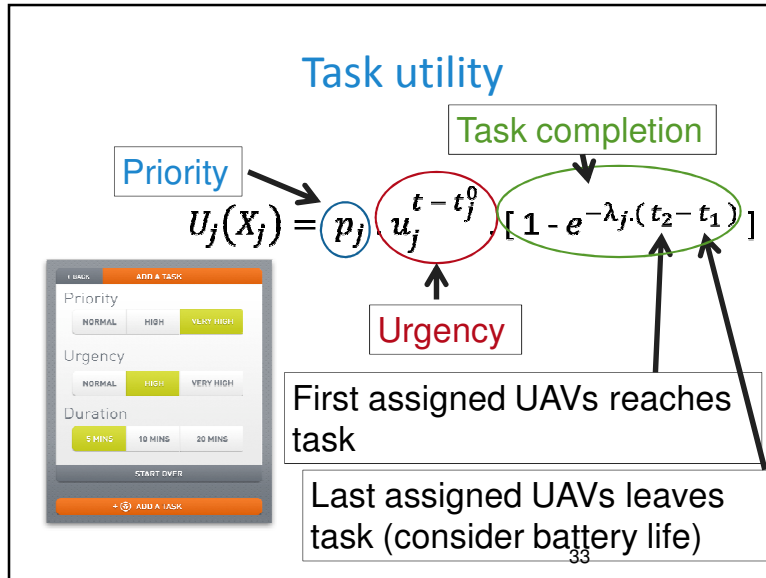 Task utility
Task completion
Priority
U_j(X_j) = p_j . u_j^{t - t_j^0} . [ 1 - e^{-λ_j.( t_2 - t_1 )} ]
Urgency
‹ BACK ADD A TASK
Priority
NORMAL HIGH VERY HIGH
Urgency
NORMAL HIGH VERY HIGH
Duration
5 MINS 10 MINS 20 MINS
START OVER
+ ADD A TASK
First assigned UAVs reaches
task
Last assigned UAVs leaves
task (consider battery life)
33